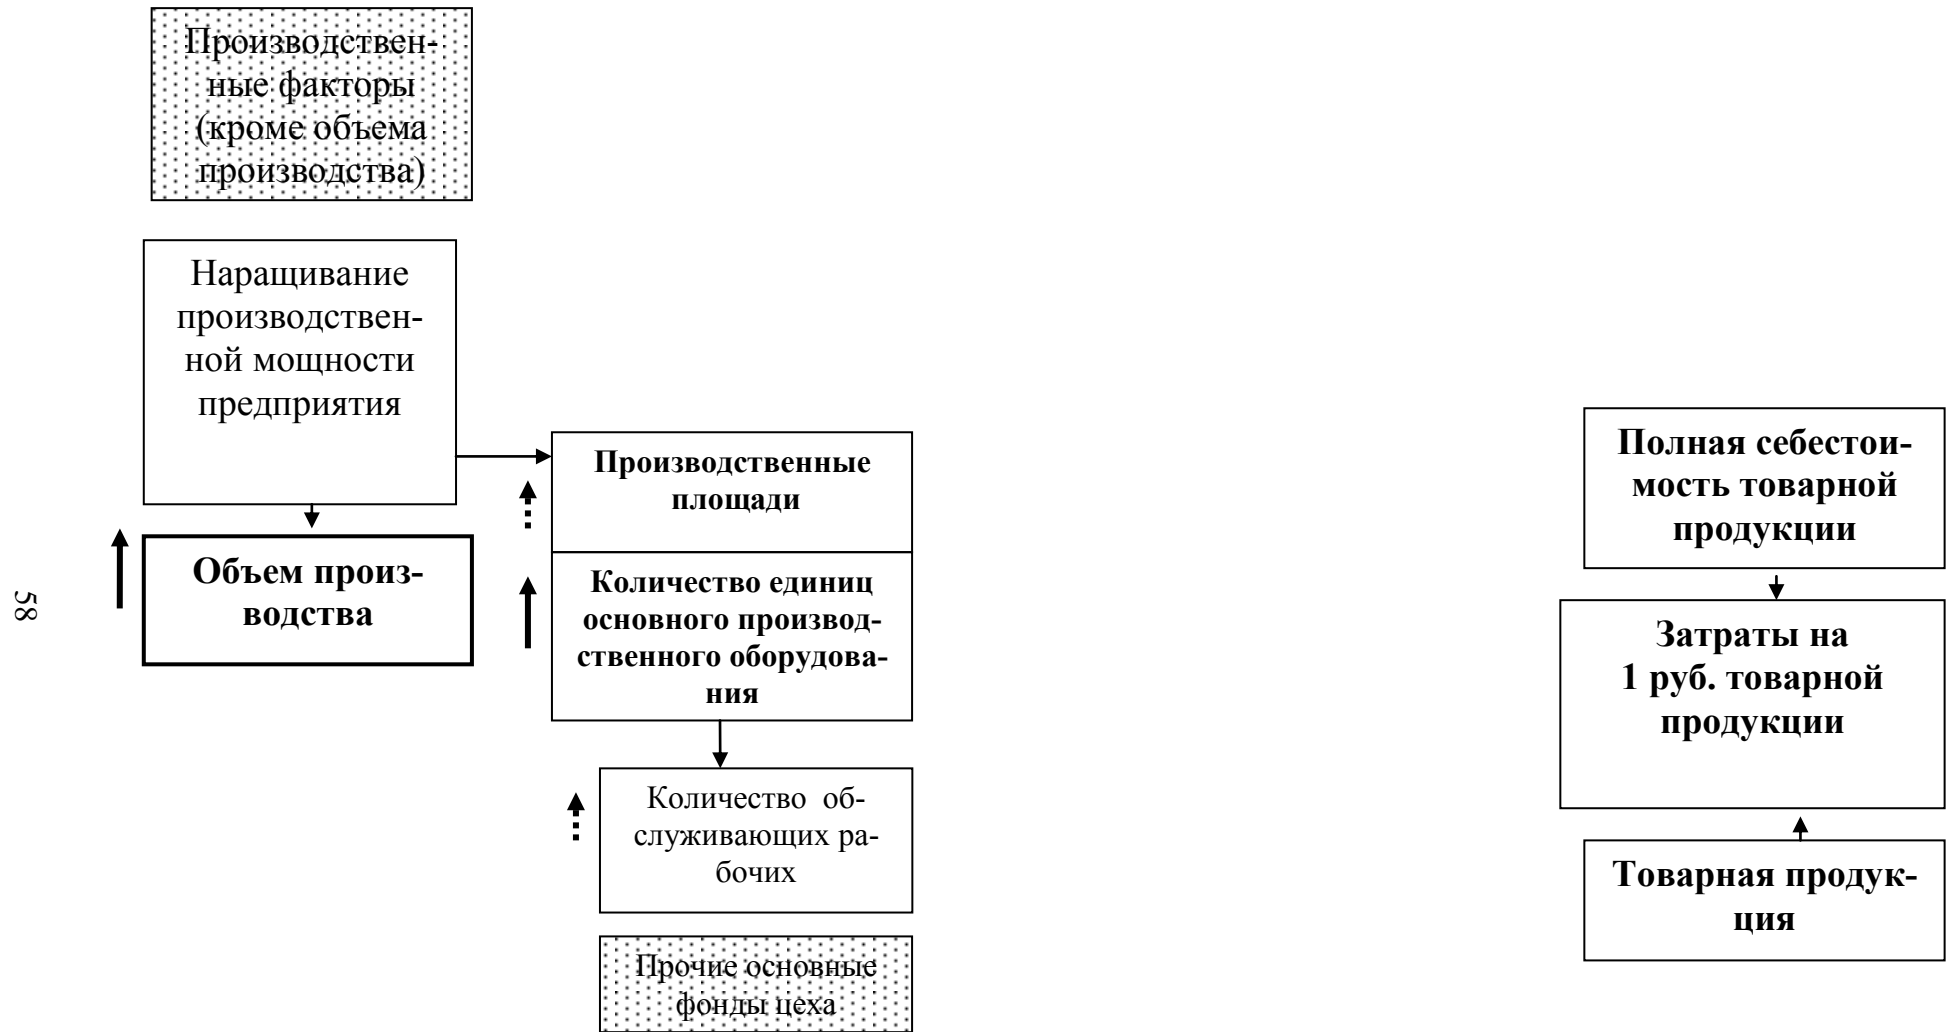 Производствен-
ные факторы
(кроме объема
производства)
Наращивание
производствен-
ной мощности
предприятия
Объем произ-
водства
Производственные
площади
Количество единиц
основного производ-
ственного оборудова-
ния
Количество об-
служивающих ра-
бочих
Прочие основные
фонды цеха
Полная себестои-
мость товарной
продукции
Затраты на
1 руб. товарной
продукции
Товарная продук-
ция
58